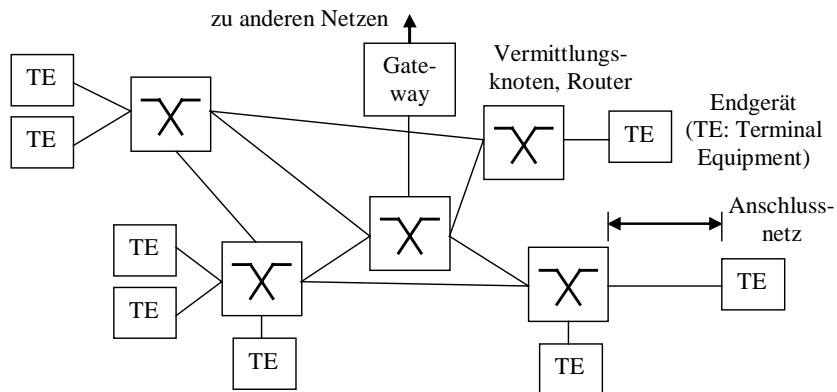 zu anderen Netzen
TE
TE
Gate-
way
Vermittlungs-
knoten, Router
TE
Endgerät
(TE: Terminal
Equipment)
Anschluss-
netz
TE
TE
TE
TE
TE